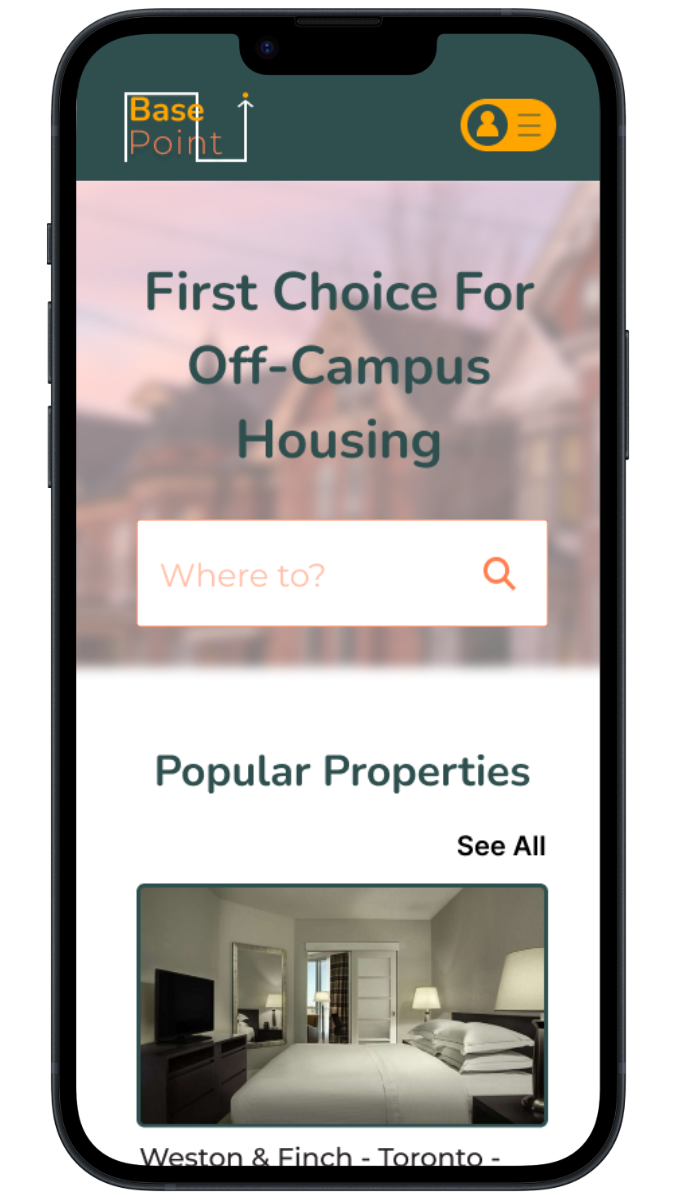 Base
Point
First Choice For
Off-Campus
Housing
Where to?
Popular Properties
See All
Weston & Finch - Toronto -